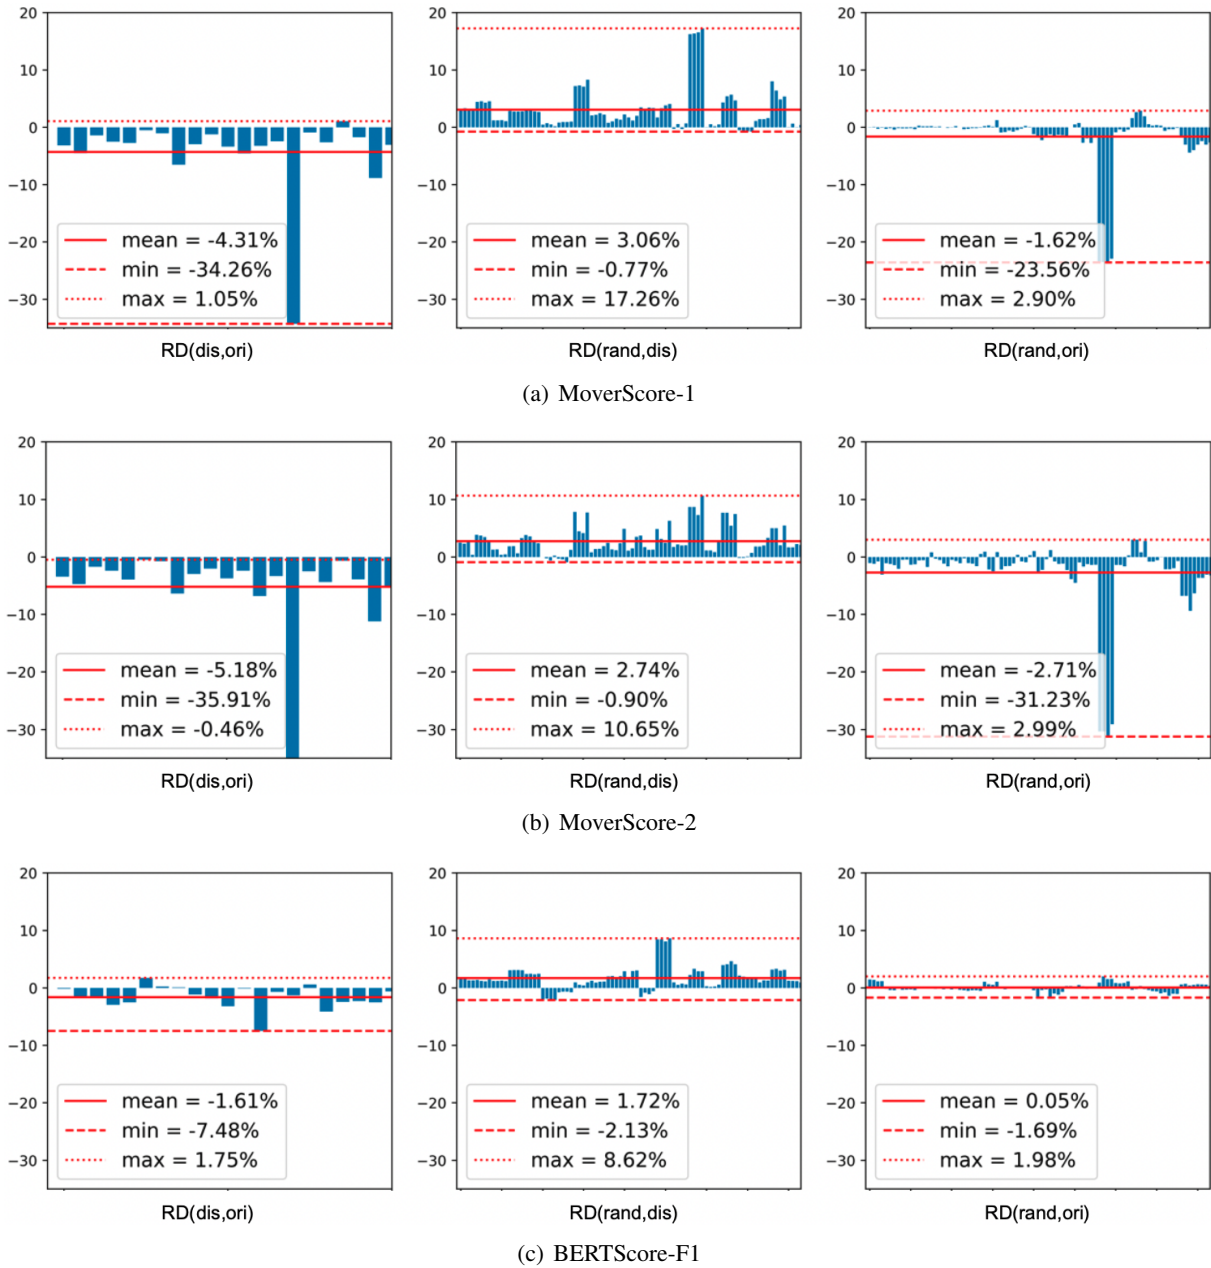 20
10
0
−10
−20
−30
mean = -4.31%
min = -34.26%
max = 1.05%
RD(dis,ori)
20
10
0
−10
−20
−30
mean = 3.06%
min = -0.77%
max = 17.26%
RD(rand,dis)
20
10
0
−10
−20
−30
mean = -1.62%
min = -23.56%
max = 2.90%
RD(rand,ori)
(a) MoverScore-1
20
10
0
−10
−20
−30
mean = -5.18%
min = -35.91%
max = -0.46%
RD(dis,ori)
20
10
0
−10
−20
−30
mean = 2.74%
min = -0.90%
max = 10.65%
RD(rand,dis)
20
10
0
−10
−20
−30
mean = -2.71%
min = -31.23%
max = 2.99%
RD(rand,ori)
(b) MoverScore-2
20
10
0
−10
−20
−30
mean = -1.61%
min = -7.48%
max = 1.75%
RD(dis,ori)
20
10
0
−10
−20
−30
mean = 1.72%
min = -2.13%
max = 8.62%
RD(rand,dis)
20
10
0
−10
−20
−30
mean = 0.05%
min = -1.69%
max = 1.98%
RD(rand,ori)
(c) BERTScore-F1